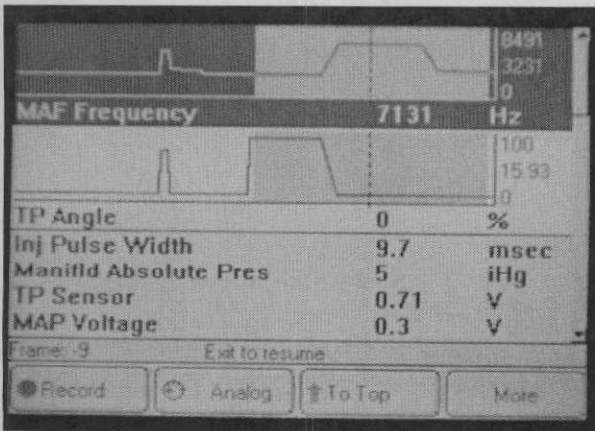 8491
3231
0
MAF Frequency 7131 Hz
100
15.93
0
TP Angle 0 %
Inj Pulse Width 9.7 msec
Manifld Absolute Pres 5 iHg
TP Sensor 0.71 V
MAP Voltage 0.3 V
Frame: -9 Exit to resume
Record Analog To Top More